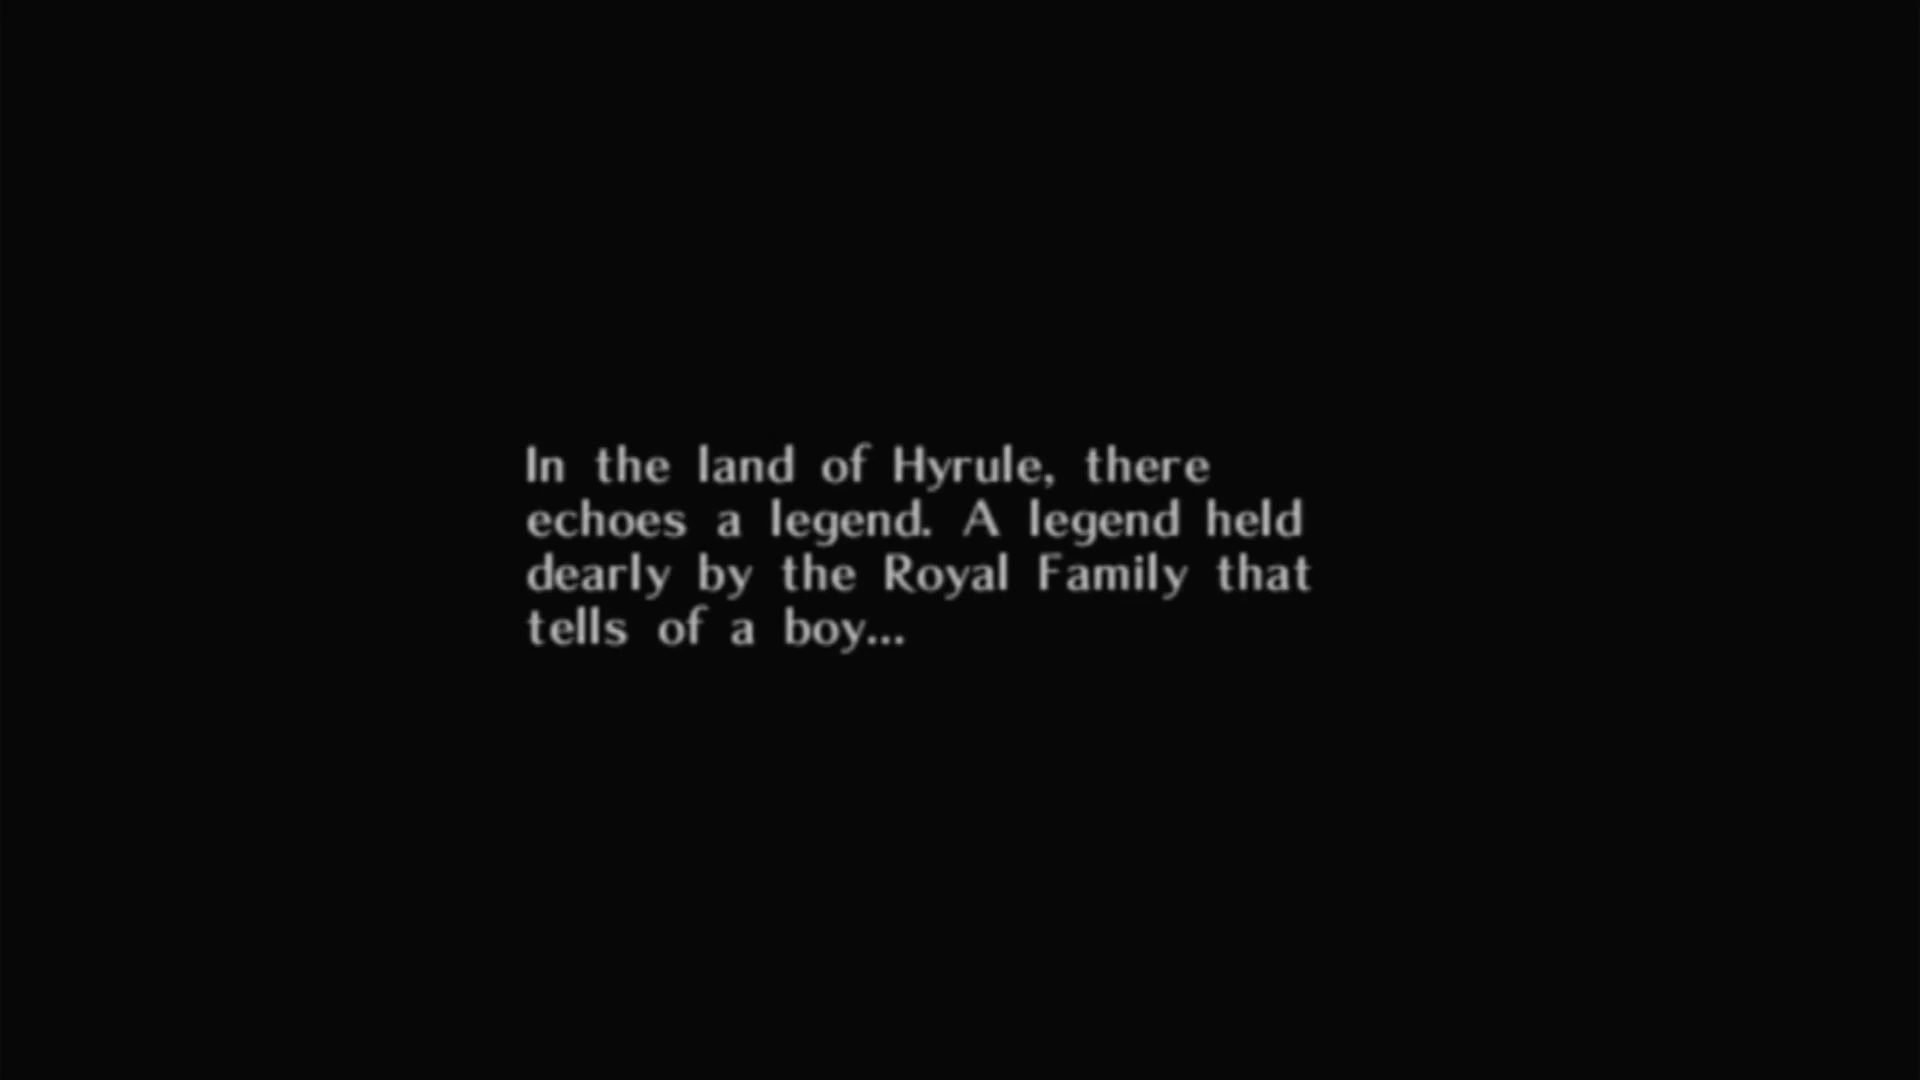 In the land of Hyrule, there
echoes a legend. A legend held
dearly by the Royal Family that
tells of a boy...